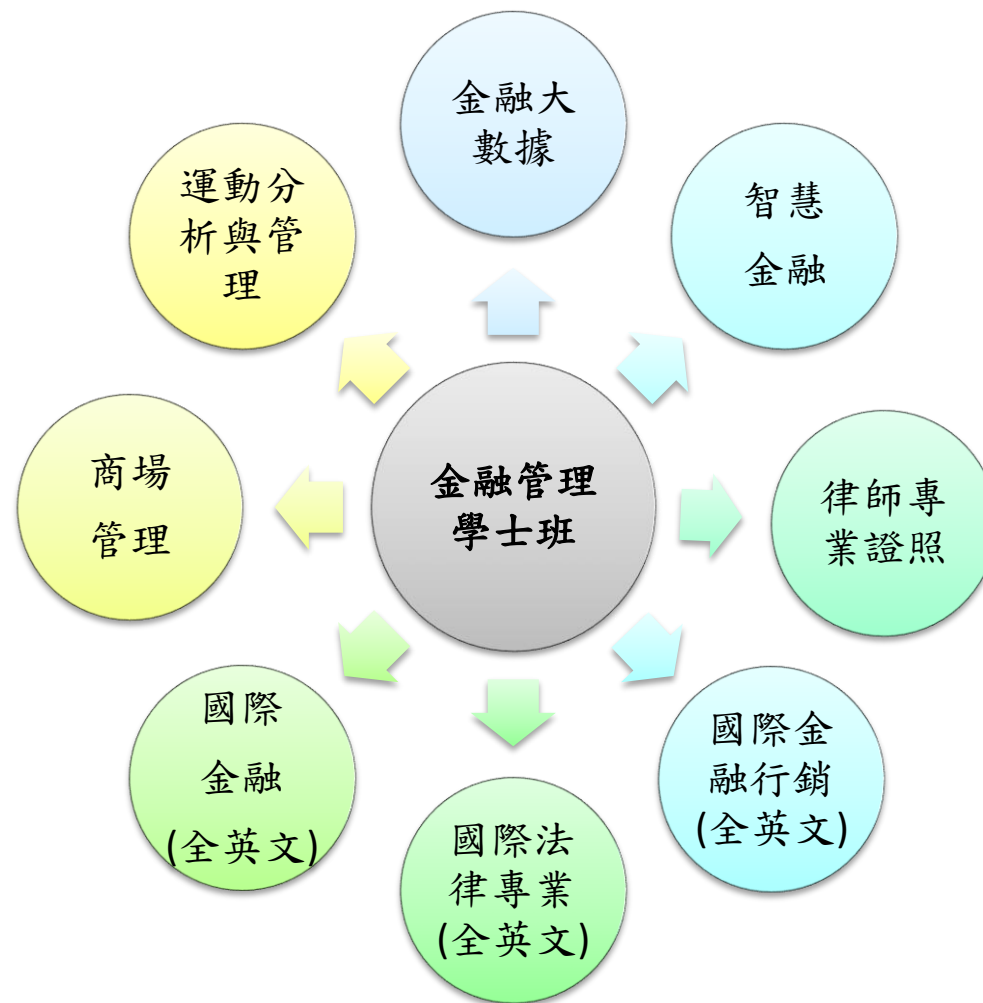 金融大
數據
智慧
金融
律師專
業證照
國際金
融行銷
(全英文)
國際法
律專業
(全英文)
國際
金融
(全英文)
商場
管理
運動分
析與管
理
金融管理
學士班